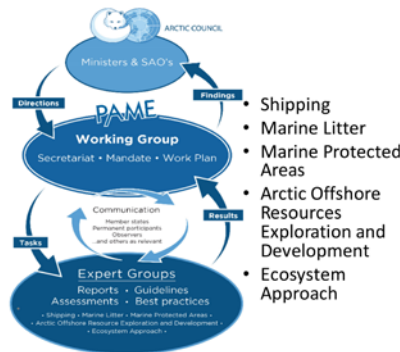 ARCTIC COUNCIL
Ministers & SAO's
Directions
Findings
PAME
Working Group
Secretariat • Mandate • Work Plan
Communication
Member states
Permanent participants
Observers
...and others as relevant
Tasks
Results
Expert Groups
Reports • Guidelines
Assessments • Best practices
• Shipping • Marine Litter • Marine Protected Areas •
• Arctic Offshore Resource Exploration and Development •
• Ecosystem Approach •
• Shipping
• Marine Litter
• Marine Protected
Areas
• Arctic Offshore
Resources
Exploration and
Development
• Ecosystem
Approach